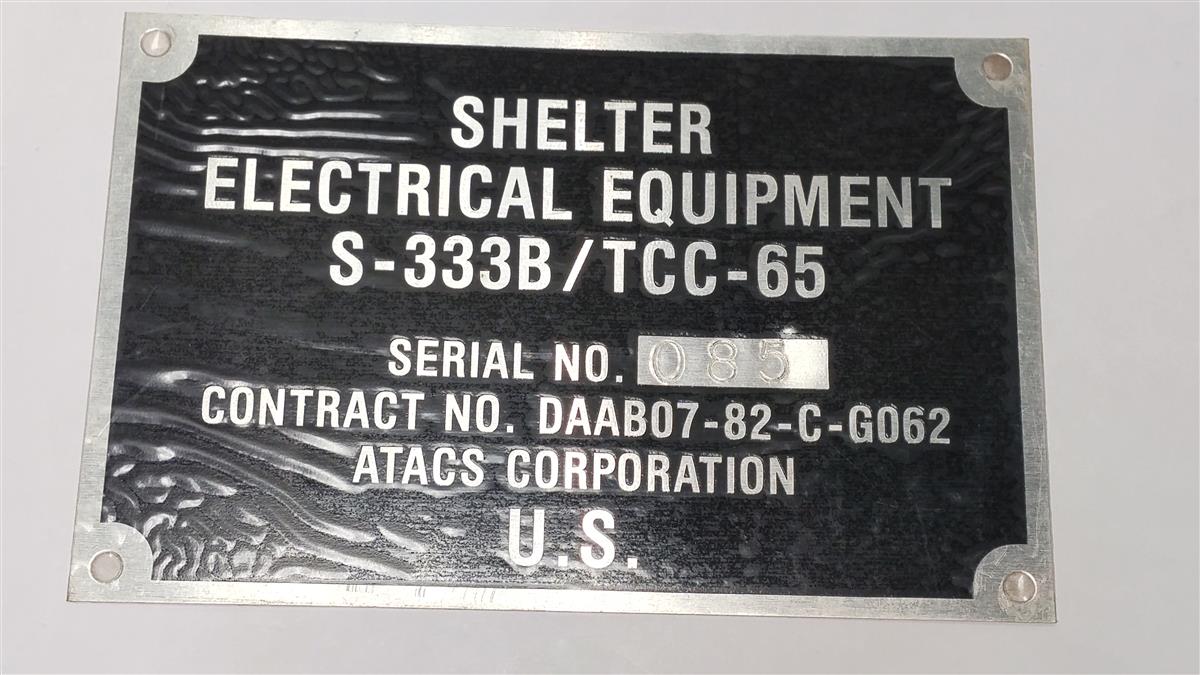 SHELTER
ELECTRICAL EQUIPMENT
S-333B/TCC-65
SERIAL NO. 085
CONTRACT NO. DAAB07-82-C-G062
ATACS CORPORATION
U.S.